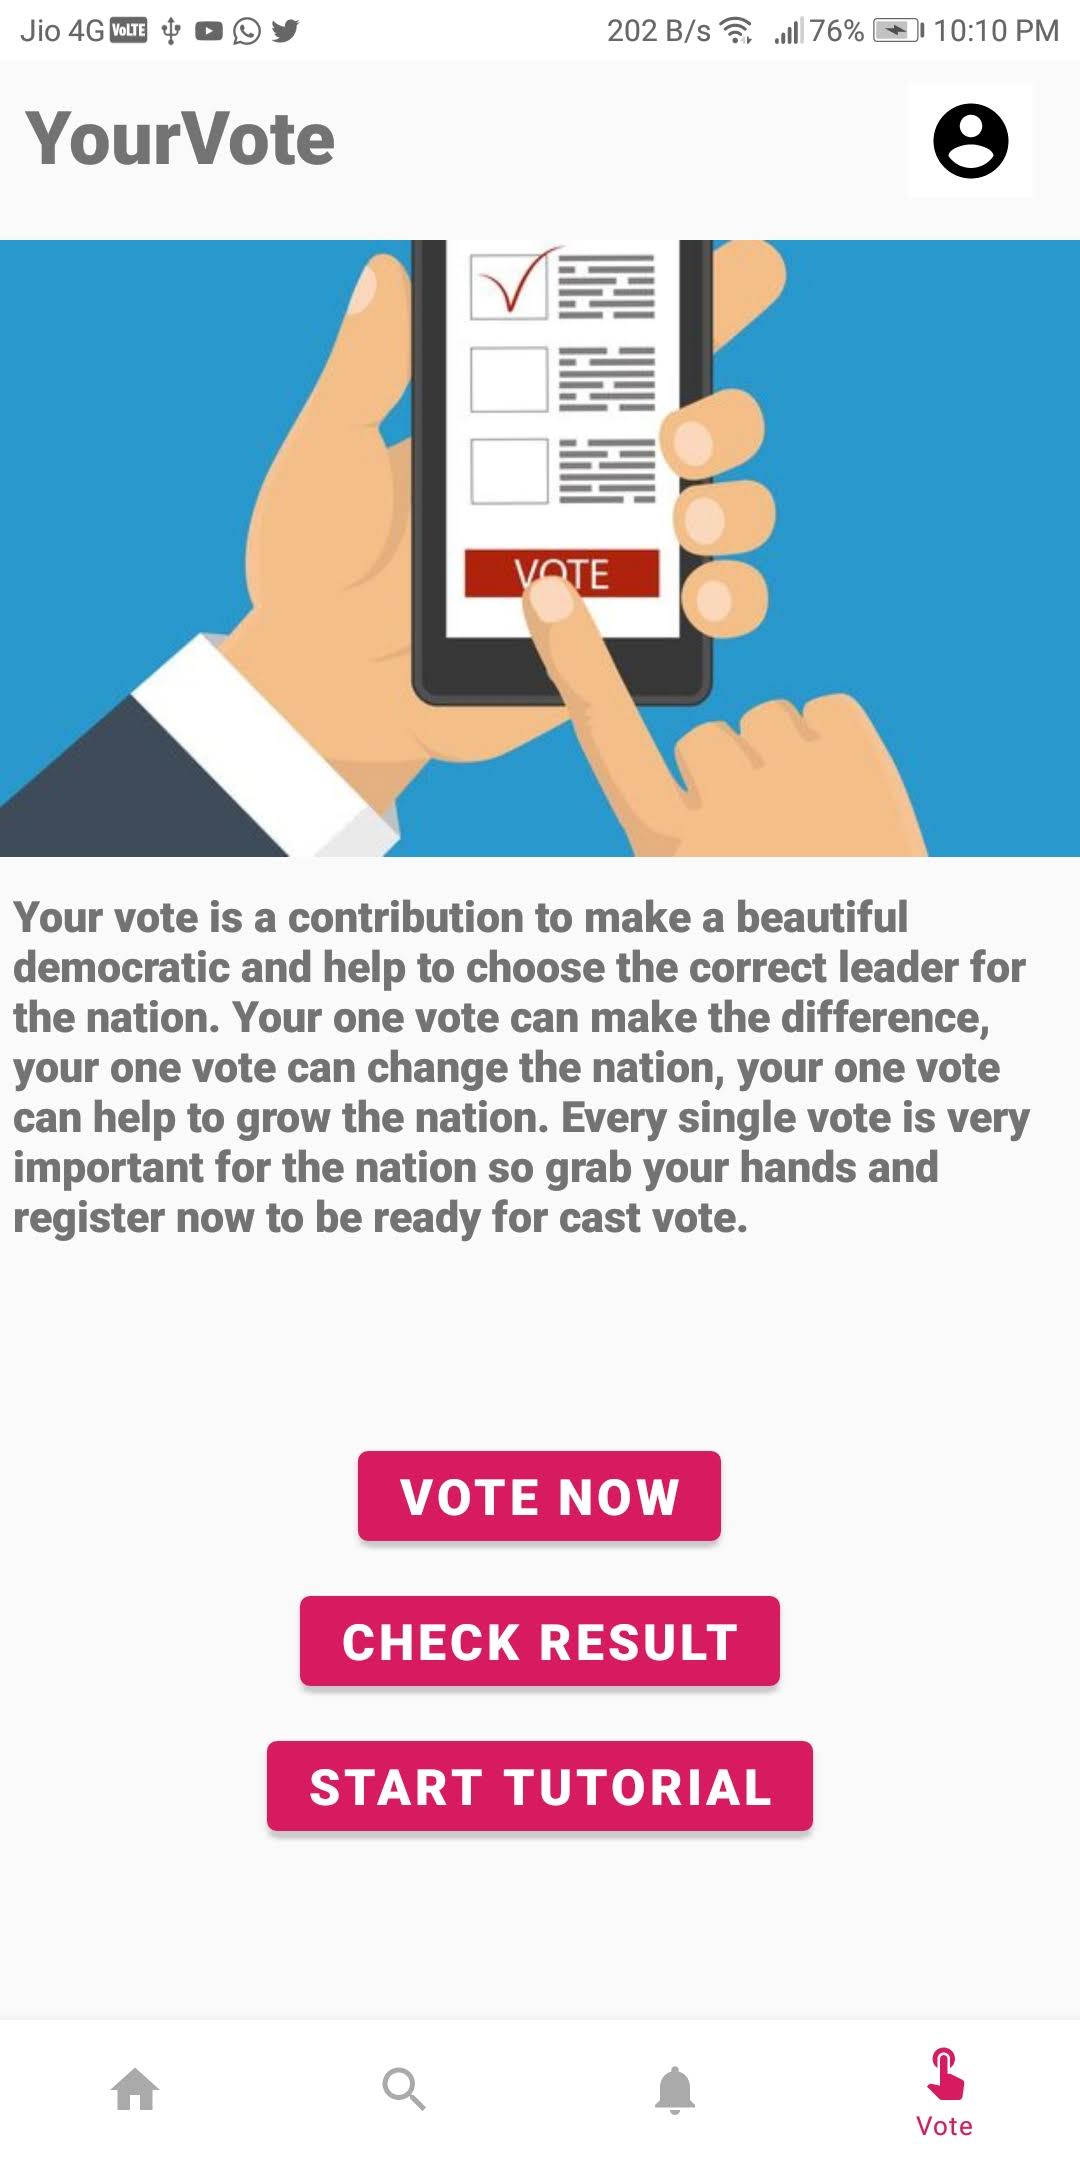 Jio 4G VoLTE 202 B/s 76% 10:10 PM
YourVote
VOTE
Your vote is a contribution to make a beautiful
democratic and help to choose the correct leader for
the nation. Your one vote can make the difference,
your one vote can change the nation, your one vote
can help to grow the nation. Every single vote is very
important for the nation so grab your hands and
register now to be ready for cast vote.
VOTE NOW
CHECK RESULT
START TUTORIAL
Vote